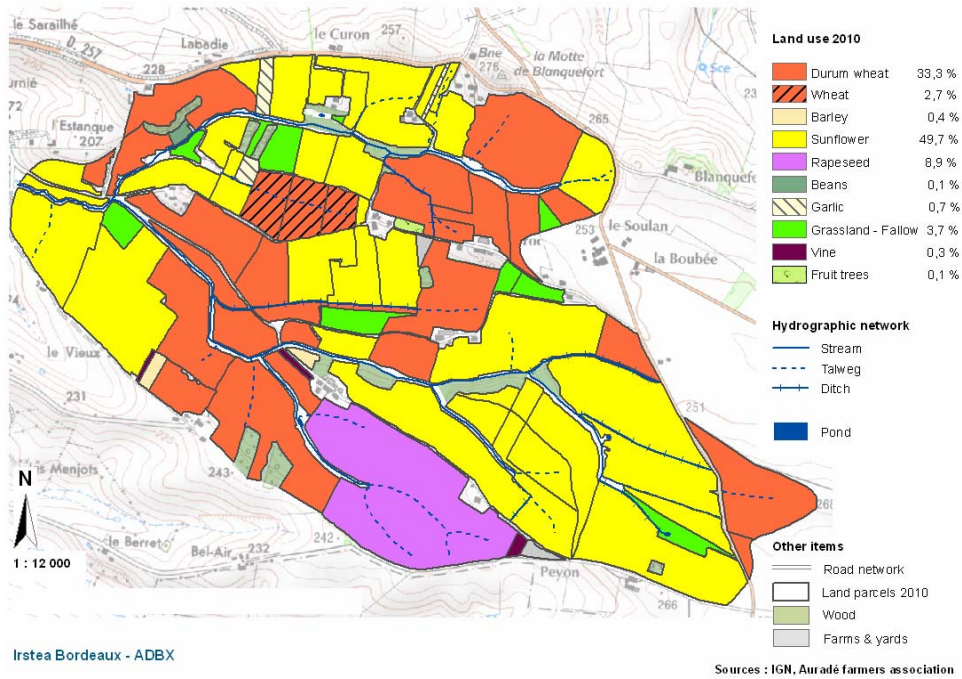 le Sarailhé
D. 257
Labadie
228
le Curon
257
Bne
276
la Motte
de Blanquefort
Sce
265
l'Estanque
207
Blanquefo
253
le Soulan
la Boubée
le Vieux
231
251
s Menjots
243
242
le Berret
Bel-Air
232
Peyon
266
268
N
1 : 12 000
Land use 2010
Durum wheat 33,3 %
Wheat 2,7 %
Barley 0,4 %
Sunflower 49,7 %
Rapeseed 8,9 %
Beans 0,1 %
Garlic 0,7 %
Grassland - Fallow 3,7 %
Vine 0,3 %
Fruit trees 0,1 %
Hydrographic network
Stream
Talweg
Ditch
Pond
Other items
Road network
Land parcels 2010
Wood
Farms & yards
Irstea Bordeaux - ADBX
Sources : IGN, Auradé farmers association